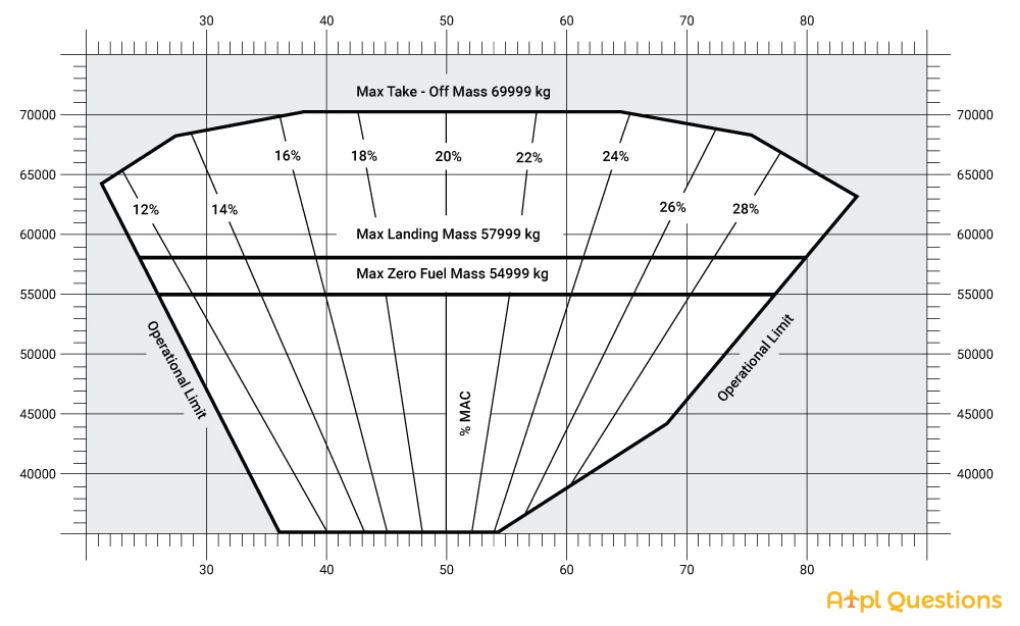 30 40 50 60 70 80
Max Take - Off Mass 69999 kg
70000 70000
16% 18% 20% 22% 24%
65000 65000
12% 14% 26% 28%
60000 Max Landing Mass 57999 kg 60000
Max Zero Fuel Mass 54999 kg
55000 55000
Operational Limit
Operational Limit
50000 50000
% MAC
45000 45000
40000 40000
30 40 50 60 70 80
Atpl Questions